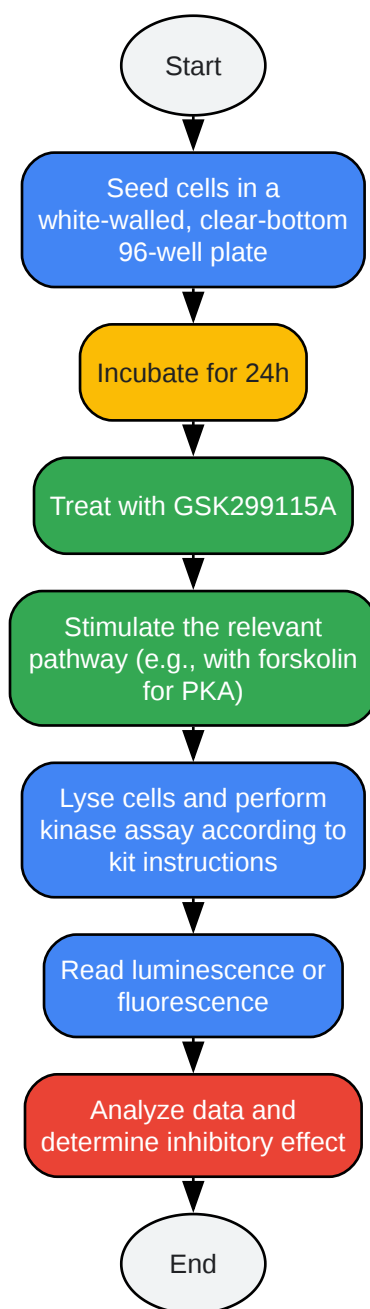 Start
Seed cells in a
white-walled, clear-bottom
96-well plate
Incubate for 24h
Treat with GSK299115A
Stimulate the relevant
pathway (e.g., with forskolin
for PKA)
Lyse cells and perform
kinase assay according to
kit instructions
Read luminescence or
fluorescence
Analyze data and
determine inhibitory effect
End